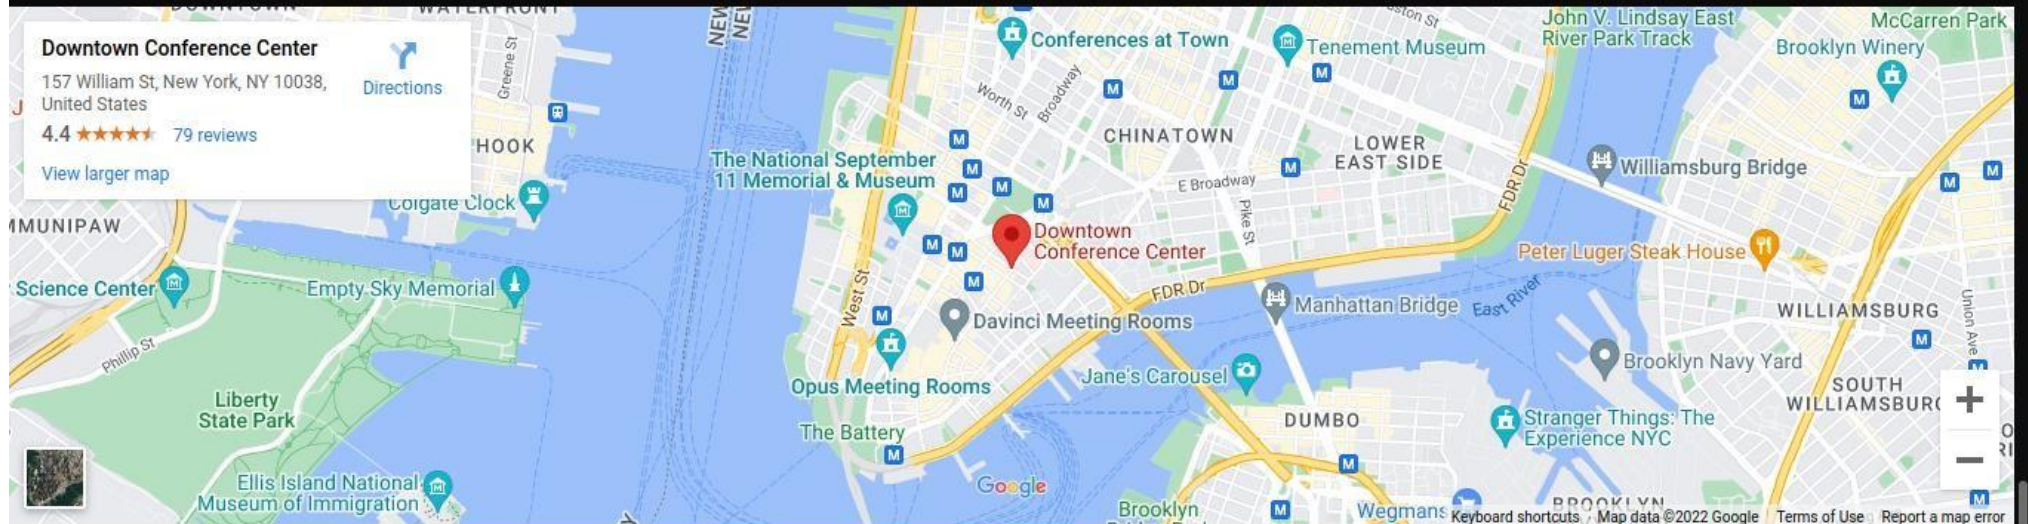 Downtown Conference Center
157 William St, New York, NY 10038,
United States
4.4
79 reviews
View larger map
Directions
DOWNTOWN
WATERFRONT
Greene St
HOOK
Colgate Clock
MMUNIPAW
Science Center
Empty Sky Memorial
Phillip St
Liberty
State Park
Ellis Island National
Museum of Immigration
NEW
NEW
Conferences at Town
Worth St
Broadway
Tenement Museum
CHINATOWN
LOWER
EAST SIDE
The National September
11 Memorial & Museum
E Broadway
Pike St
Downtown
Conference Center
West St
FDR Dr
FDR Dr
Davinci Meeting Rooms
Opus Meeting Rooms
The Battery
Manhattan Bridge
East River
Jane's Carousel
DUMBO
Google
Brooklyn
Wegmans
John V. Lindsay East
River Park Track
McCarren Park
Brooklyn Winery
Williamsburg Bridge
Peter Luger Steak House
WILLIAMSBURG
Union Ave
Brooklyn Navy Yard
SOUTH
WILLIAMSBURG
Stranger Things: The
Experience NYC
BROOKLYN
Keyboard shortcuts
Map data ©2022 Google
Terms of Use
Report a map error